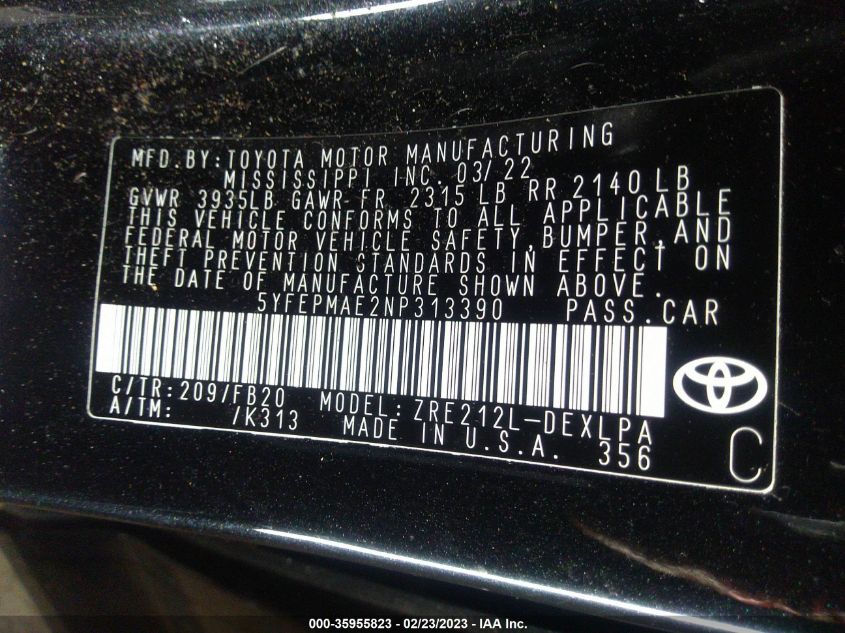 MFD.BY:TOYOTA MOTOR MANUFACTURING
MISSISSIPPI INC. 03/22
GVWR 3935LB GAWR FR 2315 LB RR 2140 LB
THIS VEHICLE CONFORMS TO ALL APPLICABLE
FEDERAL MOTOR VEHICLE SAFETY,BUMPER,AND
THEFT PREVENTION STANDARDS IN EFFECT ON
THE DATE OF MANUFACTURE SHOWN ABOVE.
5YFEPMAE2NP313390 PASS.CAR
C/TR:209/FB20 MODEL:ZRE212L-DEXLPA
A/TM: /K313 MADE IN U.S.A. 356
C
000-35955823 - 02/23/2023 - IAA Inc.